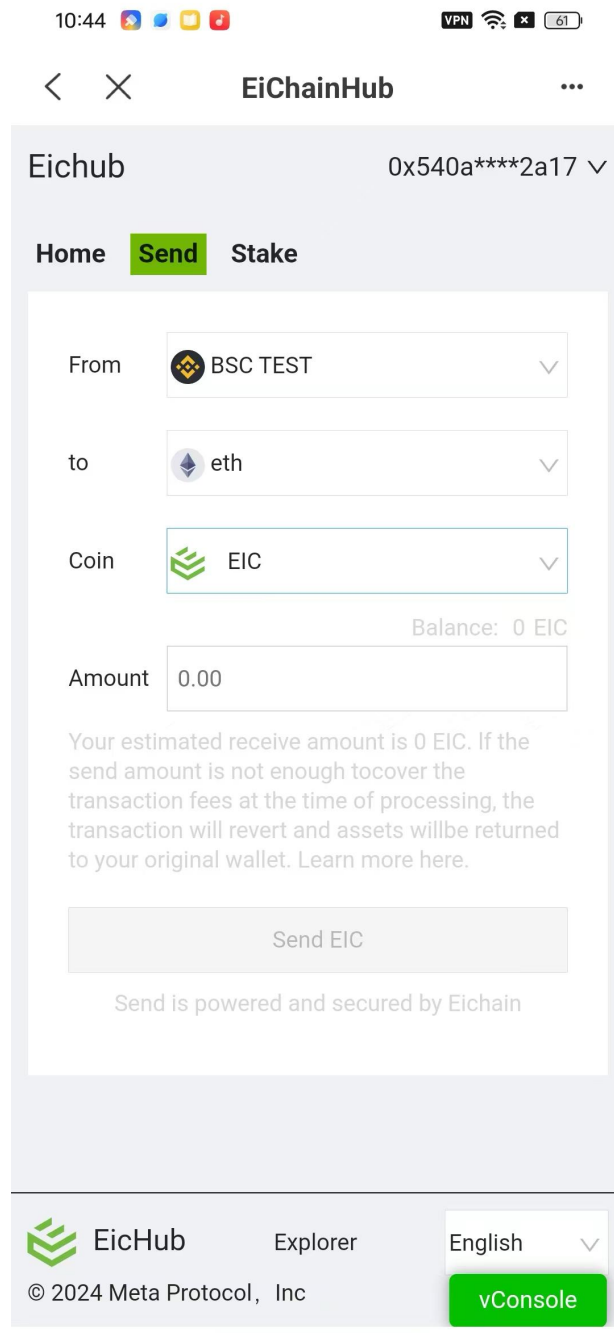 10:44 VPN 61
EiChainHub
Eichub 0x540a****2a17
Home Send Stake
From BSC TEST
to eth
Coin EIC
Balance: 0 EIC
Amount 0.00
Your estimated receive amount is 0 EIC. If the
send amount is not enough tocover the
transaction fees at the time of processing, the
transaction will revert and assets willbe returned
to your original wallet. Learn more here.
Send EIC
Send is powered and secured by Eichain
EicHub Explorer English
© 2024 Meta Protocol，Inc vConsole